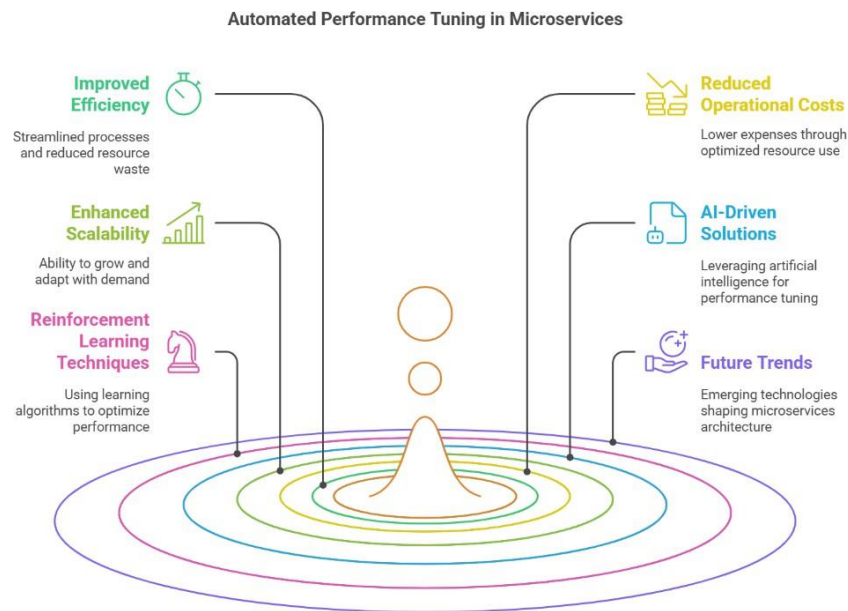 Automated Performance Tuning in Microservices
Improved
Efficiency
Streamlined processes
and reduced resource
waste
Enhanced
Scalability
Ability to grow and
adapt with demand
Reinforcement
Learning
Techniques
Using learning
algorithms to optimize
performance
Reduced
Operational Costs
Lower expenses through
optimized resource use
AI-Driven
Solutions
Leveraging artificial
intelligence for
performance tuning
Future Trends
Emerging technologies
shaping microservices
architecture